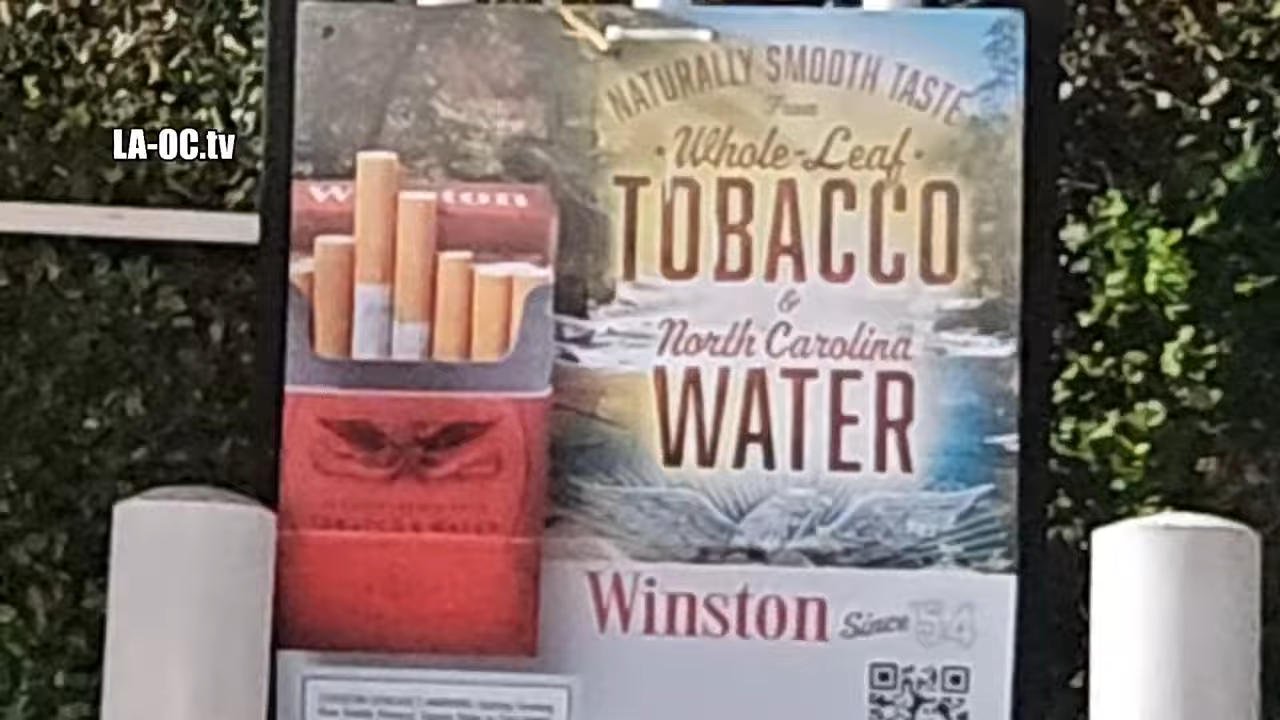 LA-OC.tv
NATURALLY SMOOTH TASTE
From
Whole-Leaf
TOBACCO
&
North Carolina
WATER
Winston
Winston Since 54